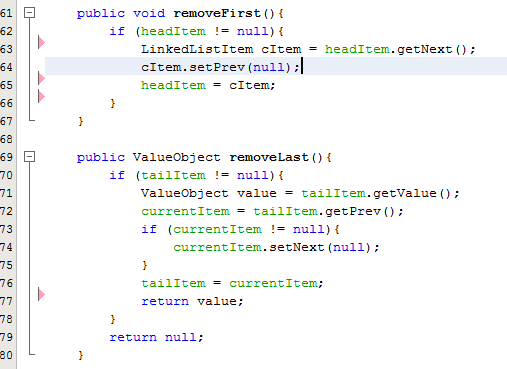 61 public void removeFirst(){
62 if (headItem != null){
63 LinkedListItem cItem = headItem.getNext();
64 cItem.setPrev(null);
65 headItem = cItem;
66 }
67 }
68
69 public ValueObject removeLast(){
70 if (tailItem != null){
71 ValueObject value = tailItem.getValue();
72 currentItem = tailItem.getPrev();
73 if (currentItem != null){
74 currentItem.setNext(null);
75 }
76 tailItem = currentItem;
77 return value;
78 }
79 return null;
80 }